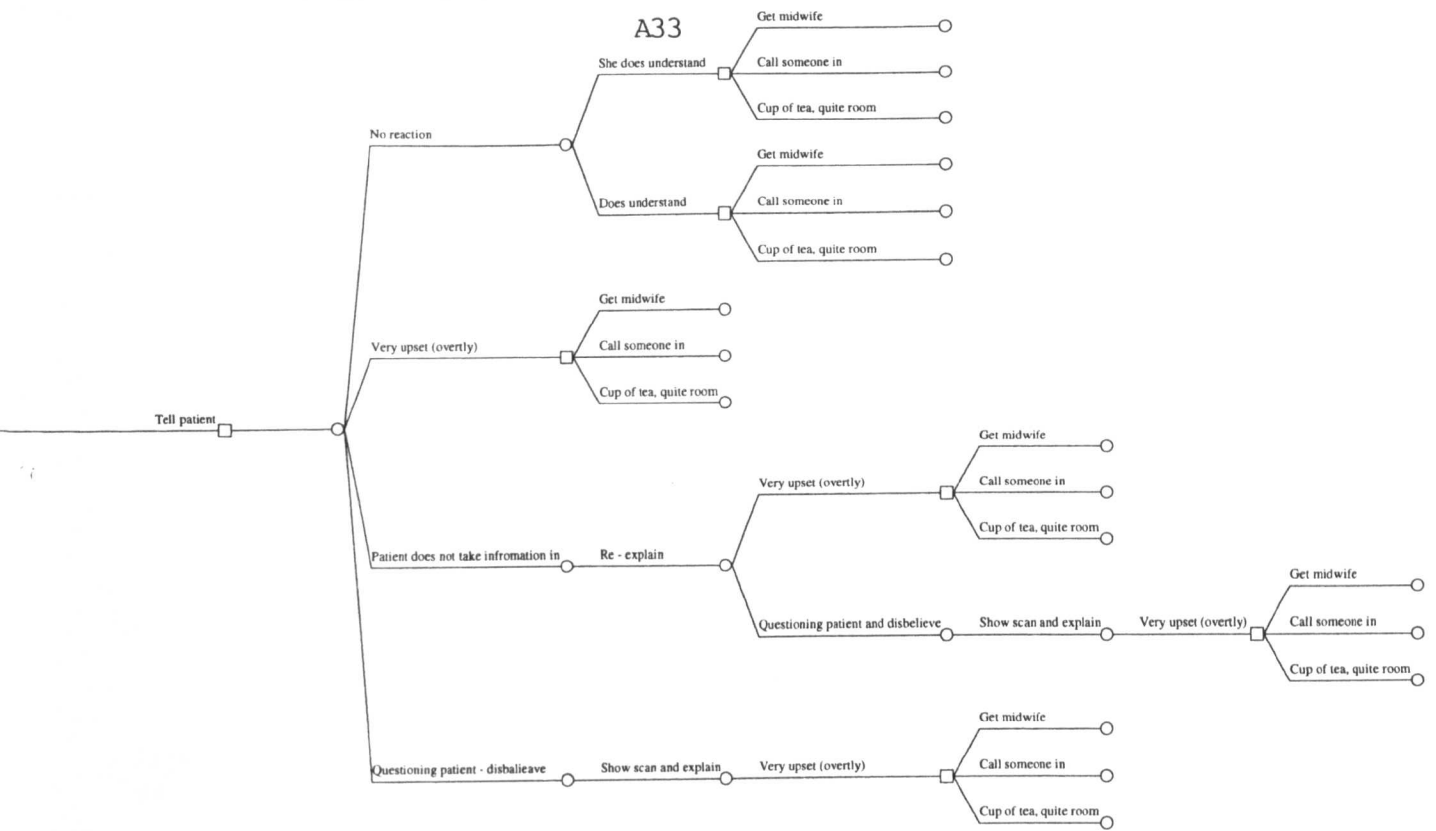 A33
Get midwife
She does understand
Call someone in
Cup of tea, quite room
No reaction
Get midwife
Does understand
Call someone in
Cup of tea, quite room
Get midwife
Very upset (overtly)
Call someone in
Cup of tea, quite room
Tell patient
Get midwife
Very upset (overtly)
Call someone in
Cup of tea, quite room
Patient does not take infromation in
Re - explain
Get midwife
Questioning patient and disbelieve
Show scan and explain
Very upset (overtly)
Call someone in
Cup of tea, quite room
Get midwife
Questioning patient - disbalieave
Show scan and explain
Very upset (overtly)
Call someone in
Cup of tea, quite room